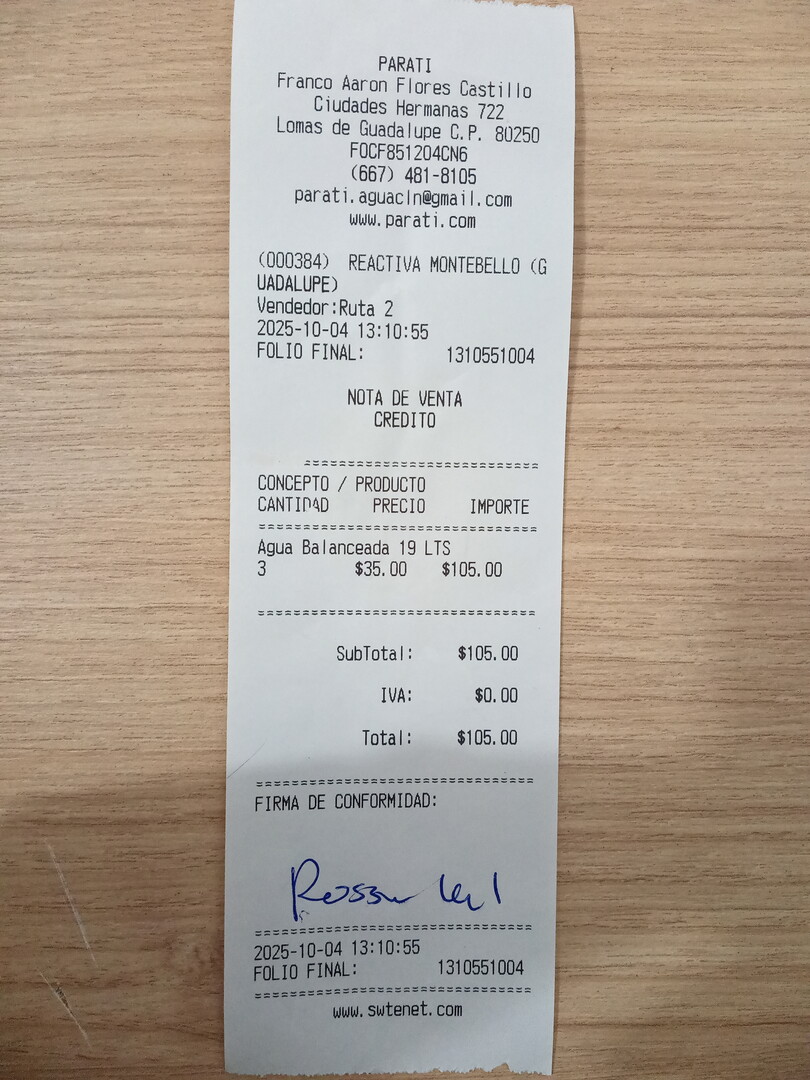 PARATI
Franco Aaron Flores Castillo
Ciudades Hermanas 722
Lomas de Guadalupe C.P. 80250
FOCF851204CN6
(667) 481-8105
parati.aguacln@gmail.com
www.parati.com
(000384) REACTIVA MONTEBELLO (G
UADALUPE)
Vendedor:Ruta 2
2025-10-04 13:10:55
FOLIO FINAL: 1310551004
NOTA DE VENTA
CREDITO
CONCEPTO / PRODUCTO
CANTIDAD PRECIO IMPORTE
Agua Balanceada 19 LTS
3 $35.00 $105.00
SubTotal: $105.00
IVA: $0.00
Total: $105.00
FIRMA DE CONFORMIDAD:
2025-10-04 13:10:55
FOLIO FINAL: 1310551004
www.swtenet.com